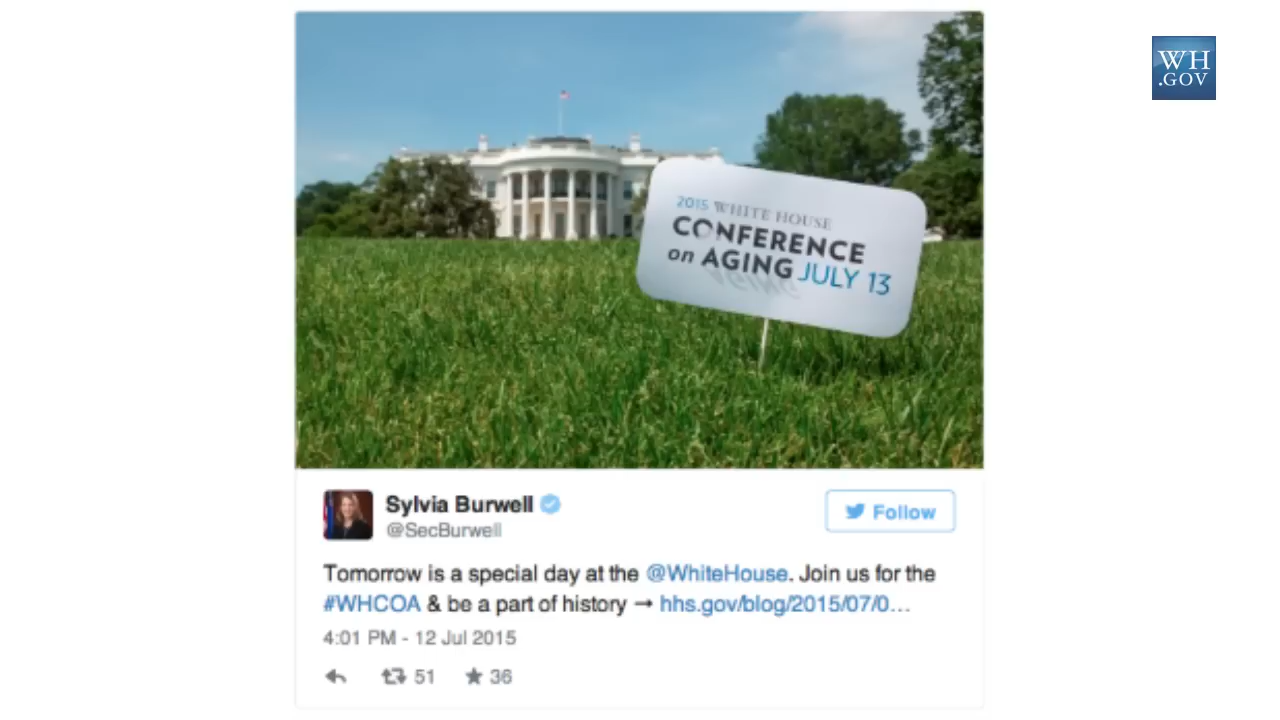 WH
.GOV
2015 WHITE HOUSE
CONFERENCE
on AGING JULY 13
Sylvia Burwell
@SecBurwell
Follow
Tomorrow is a special day at the @WhiteHouse. Join us for the
#WHCOA & be a part of history → hhs.gov/blog/2015/07/0...
4:01 PM - 12 Jul 2015
51
36